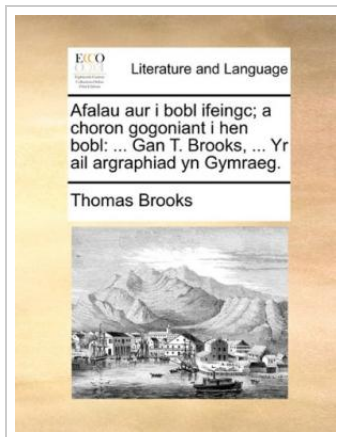 ECCO
Literature and Language
Afalau aur i bobl ifeingc; a
choron gogoniant i hen
bobl: ... Gan T. Brooks, ... Yr
ail argraphiad yn Gymraeg.
Thomas Brooks